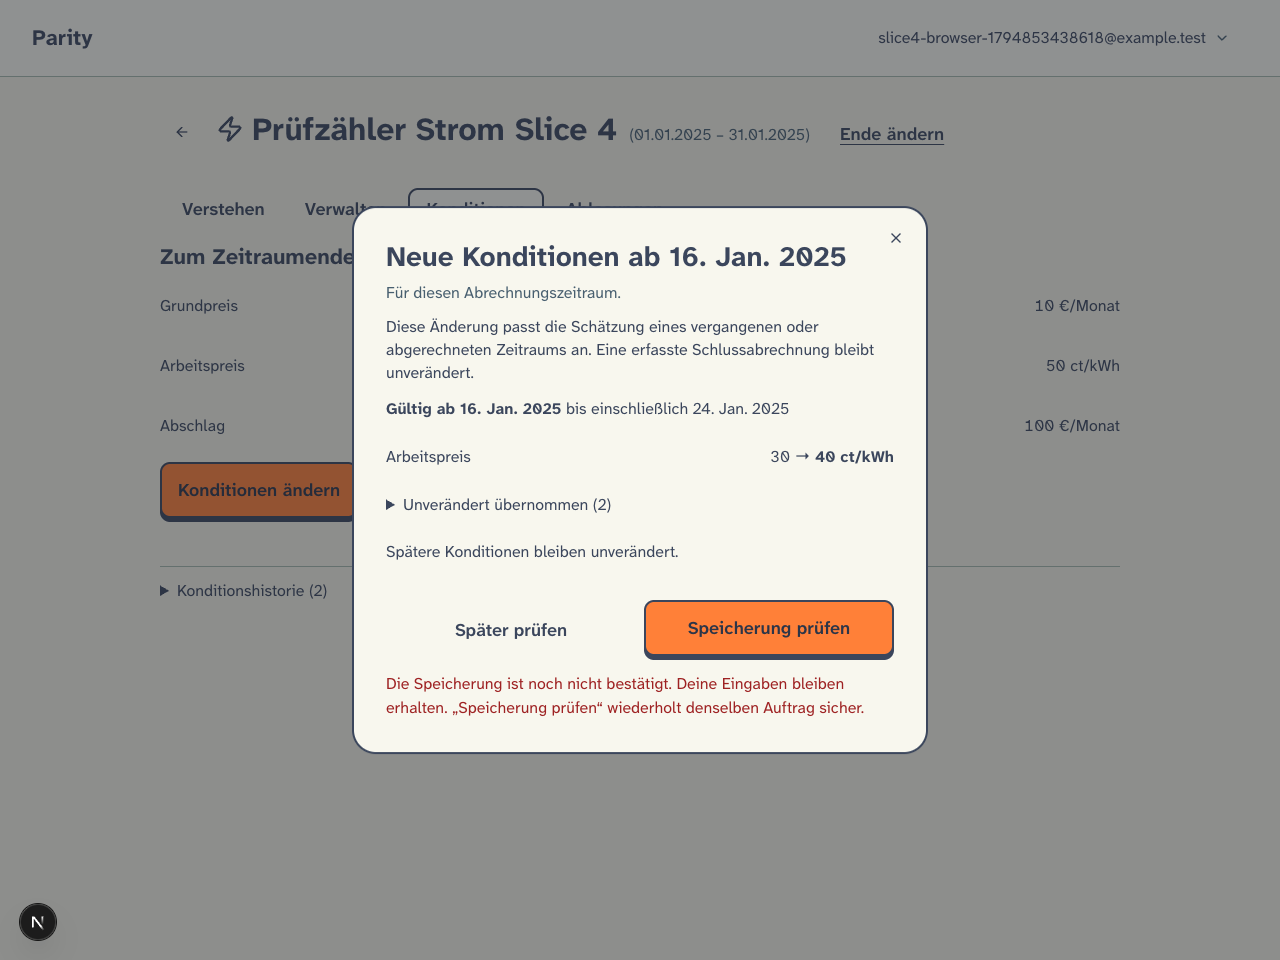 Parity
slice4-browser-1794853438618@example.test
Prüfzähler Strom Slice 4 (01.01.2025 – 31.01.2025) Ende ändern
Verstehen
Zum Zeitraumende
Grundpreis 10 €/Monat
Arbeitspreis 50 ct/kWh
Abschlag 100 €/Monat
Konditionen ändern
Konditionshistorie (2)
Neue Konditionen ab 16. Jan. 2025
Für diesen Abrechnungszeitraum.
Diese Änderung passt die Schätzung eines vergangenen oder
abgerechneten Zeitraums an. Eine erfasste Schlussabrechnung bleibt
unverändert.
Gültig ab 16. Jan. 2025 bis einschließlich 24. Jan. 2025
Arbeitspreis 30 → 40 ct/kWh
Unverändert übernommen (2)
Spätere Konditionen bleiben unverändert.
Später prüfen Speicherung prüfen
Die Speicherung ist noch nicht bestätigt. Deine Eingaben bleiben
erhalten. „Speicherung prüfen“ wiederholt denselben Auftrag sicher.
N